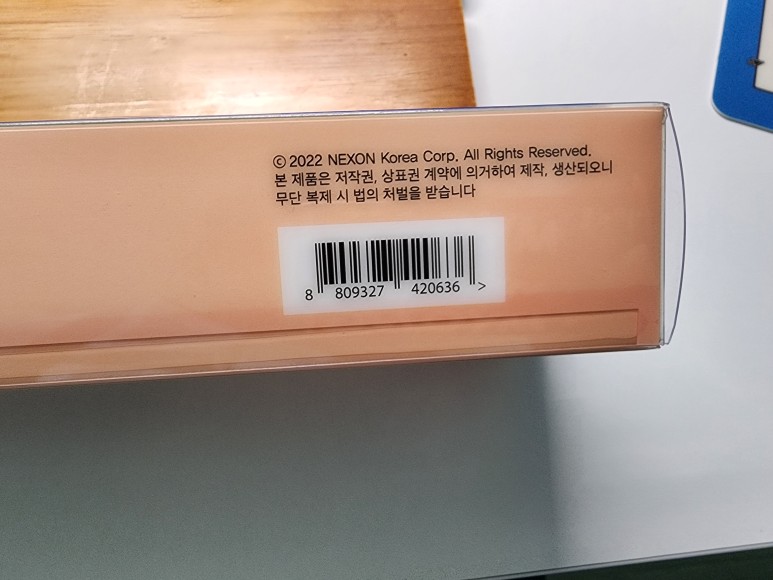 ⓒ2022 NEXON Korea Corp. All Rights Reserved.
본 제품은 저작권, 상표권 계약에 의거하여 제작, 생산되오니
무단 복제 시 법의 처벌을 받습니다
8 809327 420636 >